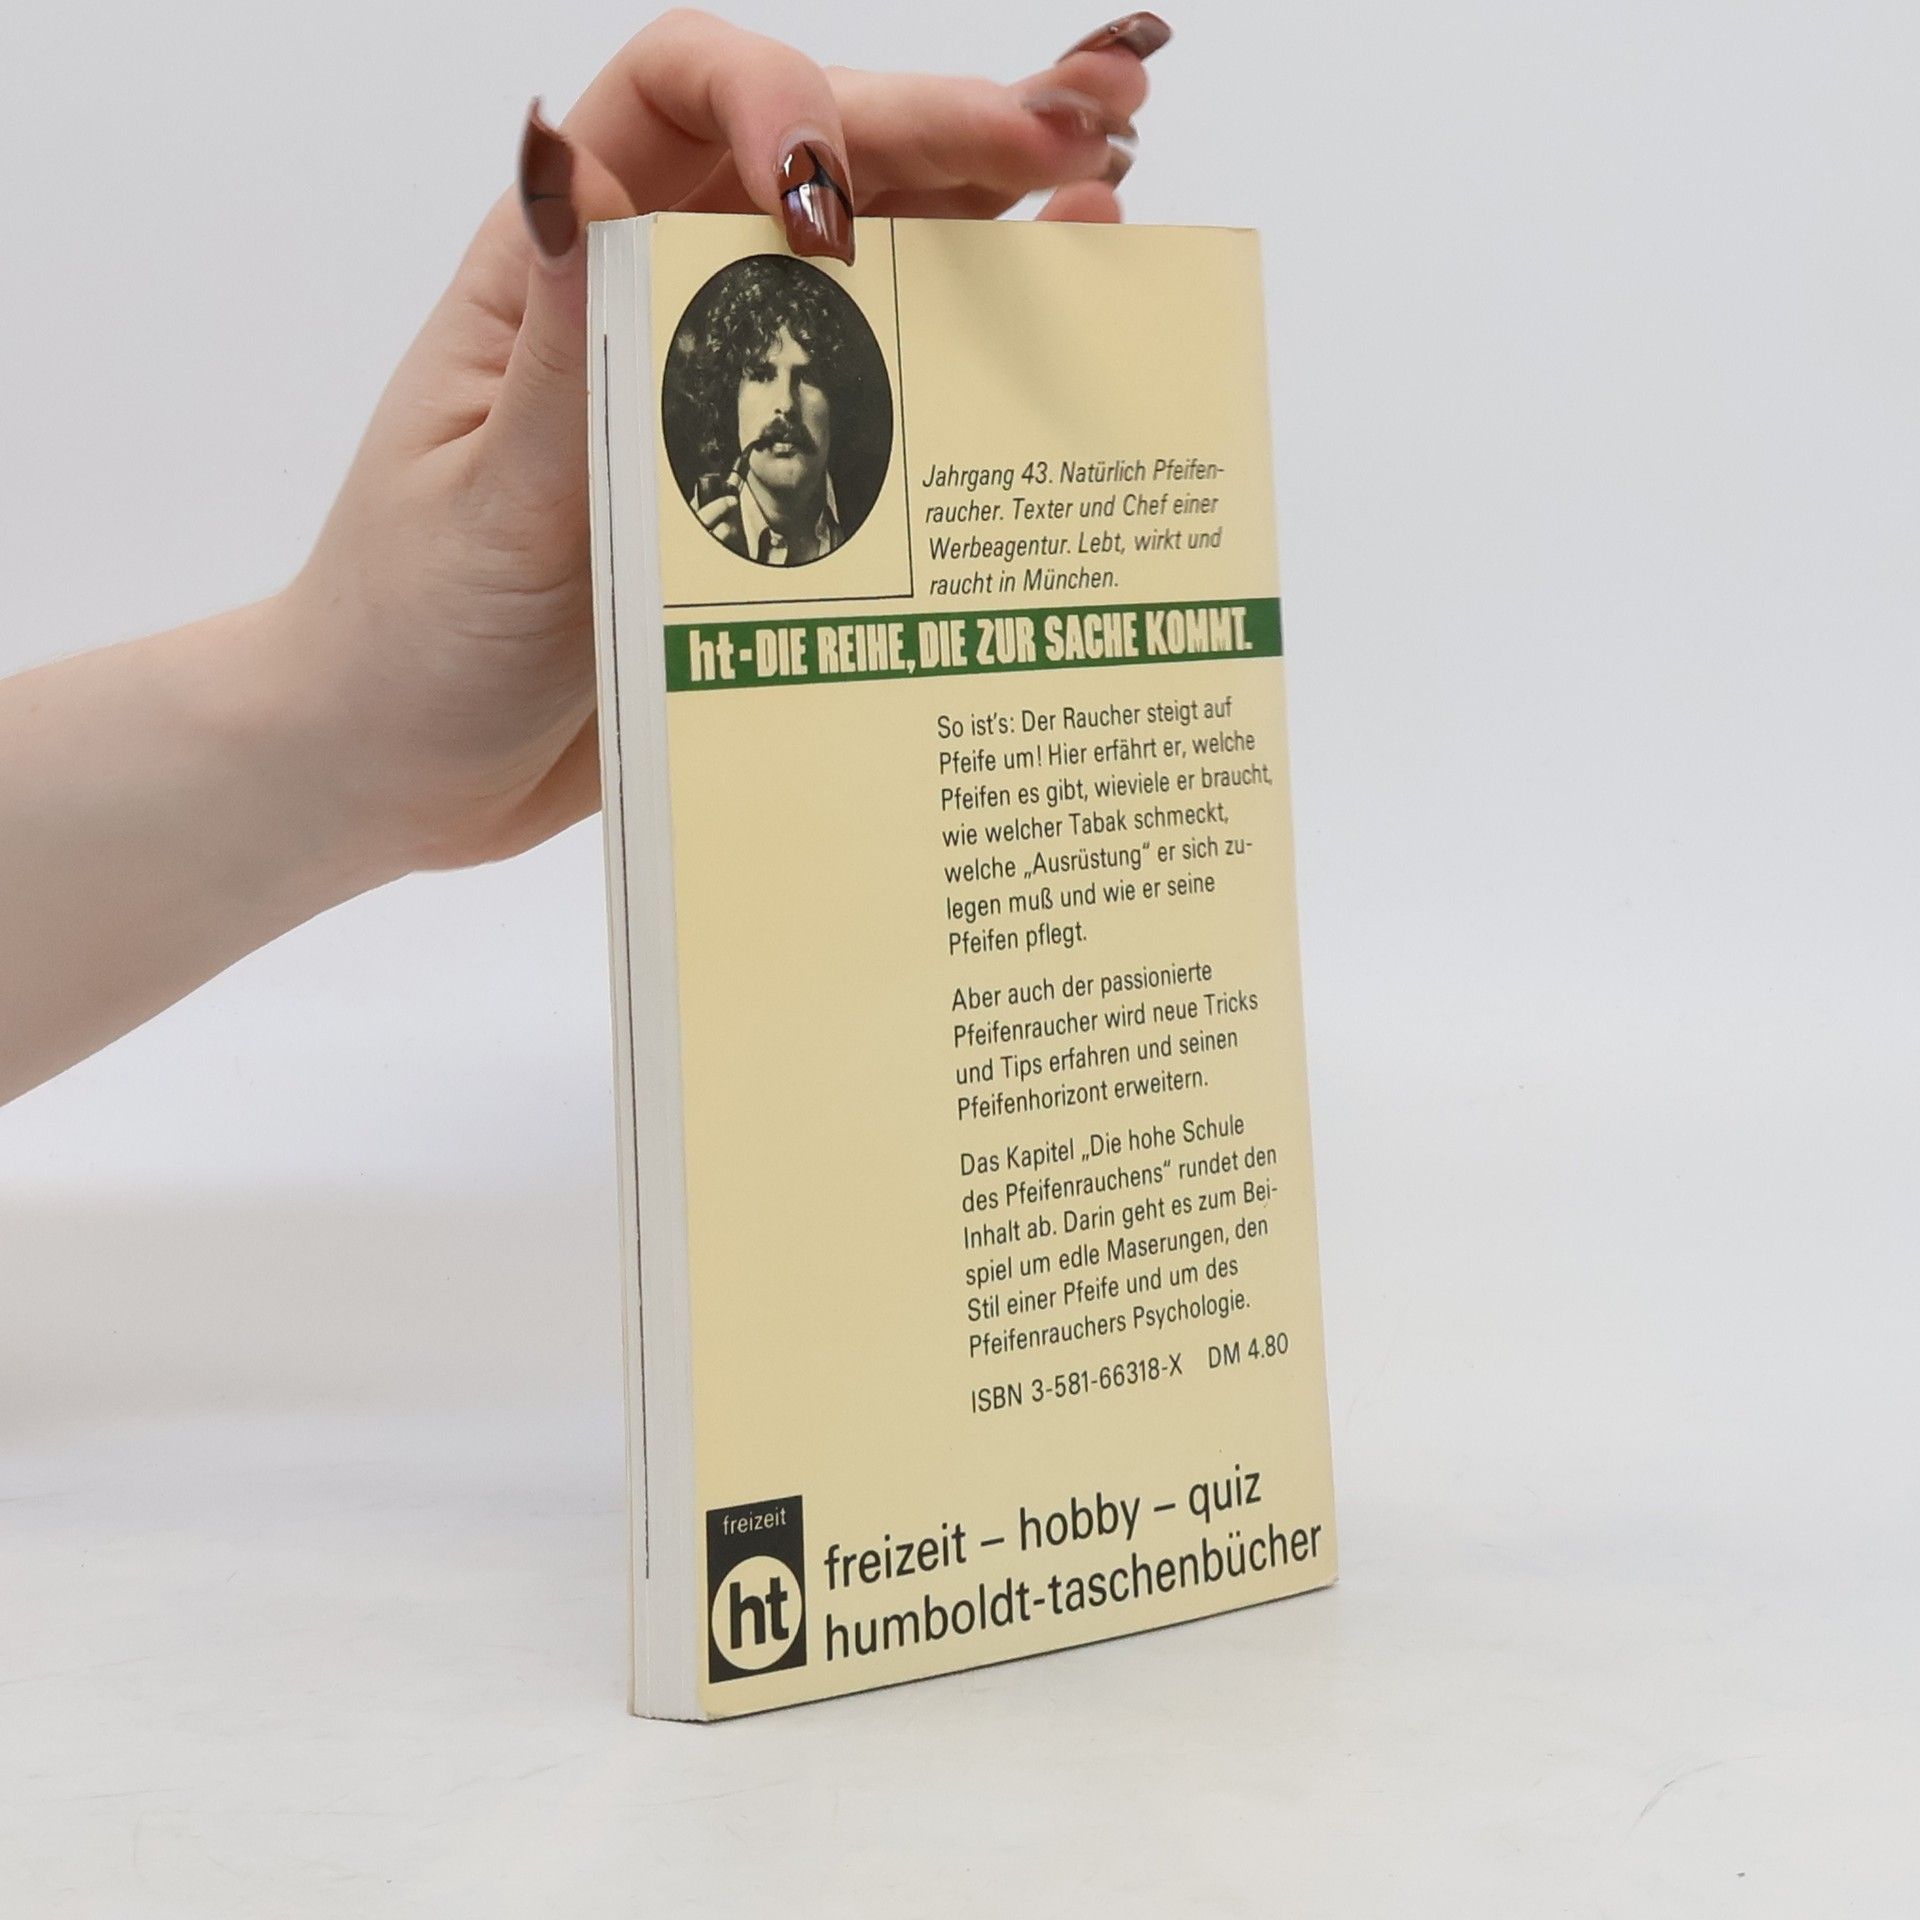 Jahrgang 43. Natürlich Pfeifen-
raucher. Texter und Chef einer
Werbeagentur. Lebt, wirkt und
raucht in München.
ht-DIE REIHE, DIE ZUR SACHE KOMMT.
So ist's: Der Raucher steigt auf
Pfeife um! Hier erfährt er, welche
Pfeifen es gibt, wieviele er braucht,
wie welcher Tabak schmeckt,
welche „Ausrüstung“ er sich zu-
legen muß und wie er seine
Pfeifen pflegt.
Aber auch der passionierte
Pfeifenraucher wird neue Tricks
und Tips erfahren und seinen
Pfeifenhorizont erweitern.
Das Kapitel „Die hohe Schule
des Pfeifenrauchens“ rundet den
Inhalt ab. Darin geht es zum Bei-
spiel um edle Maserungen, den
Stil einer Pfeife und um des
Pfeifenrauchers Psychologie.
ISBN 3-581-66318-X DM 4.80
freizeit
ht
freizeit – hobby – quiz
humboldt-taschenbücher